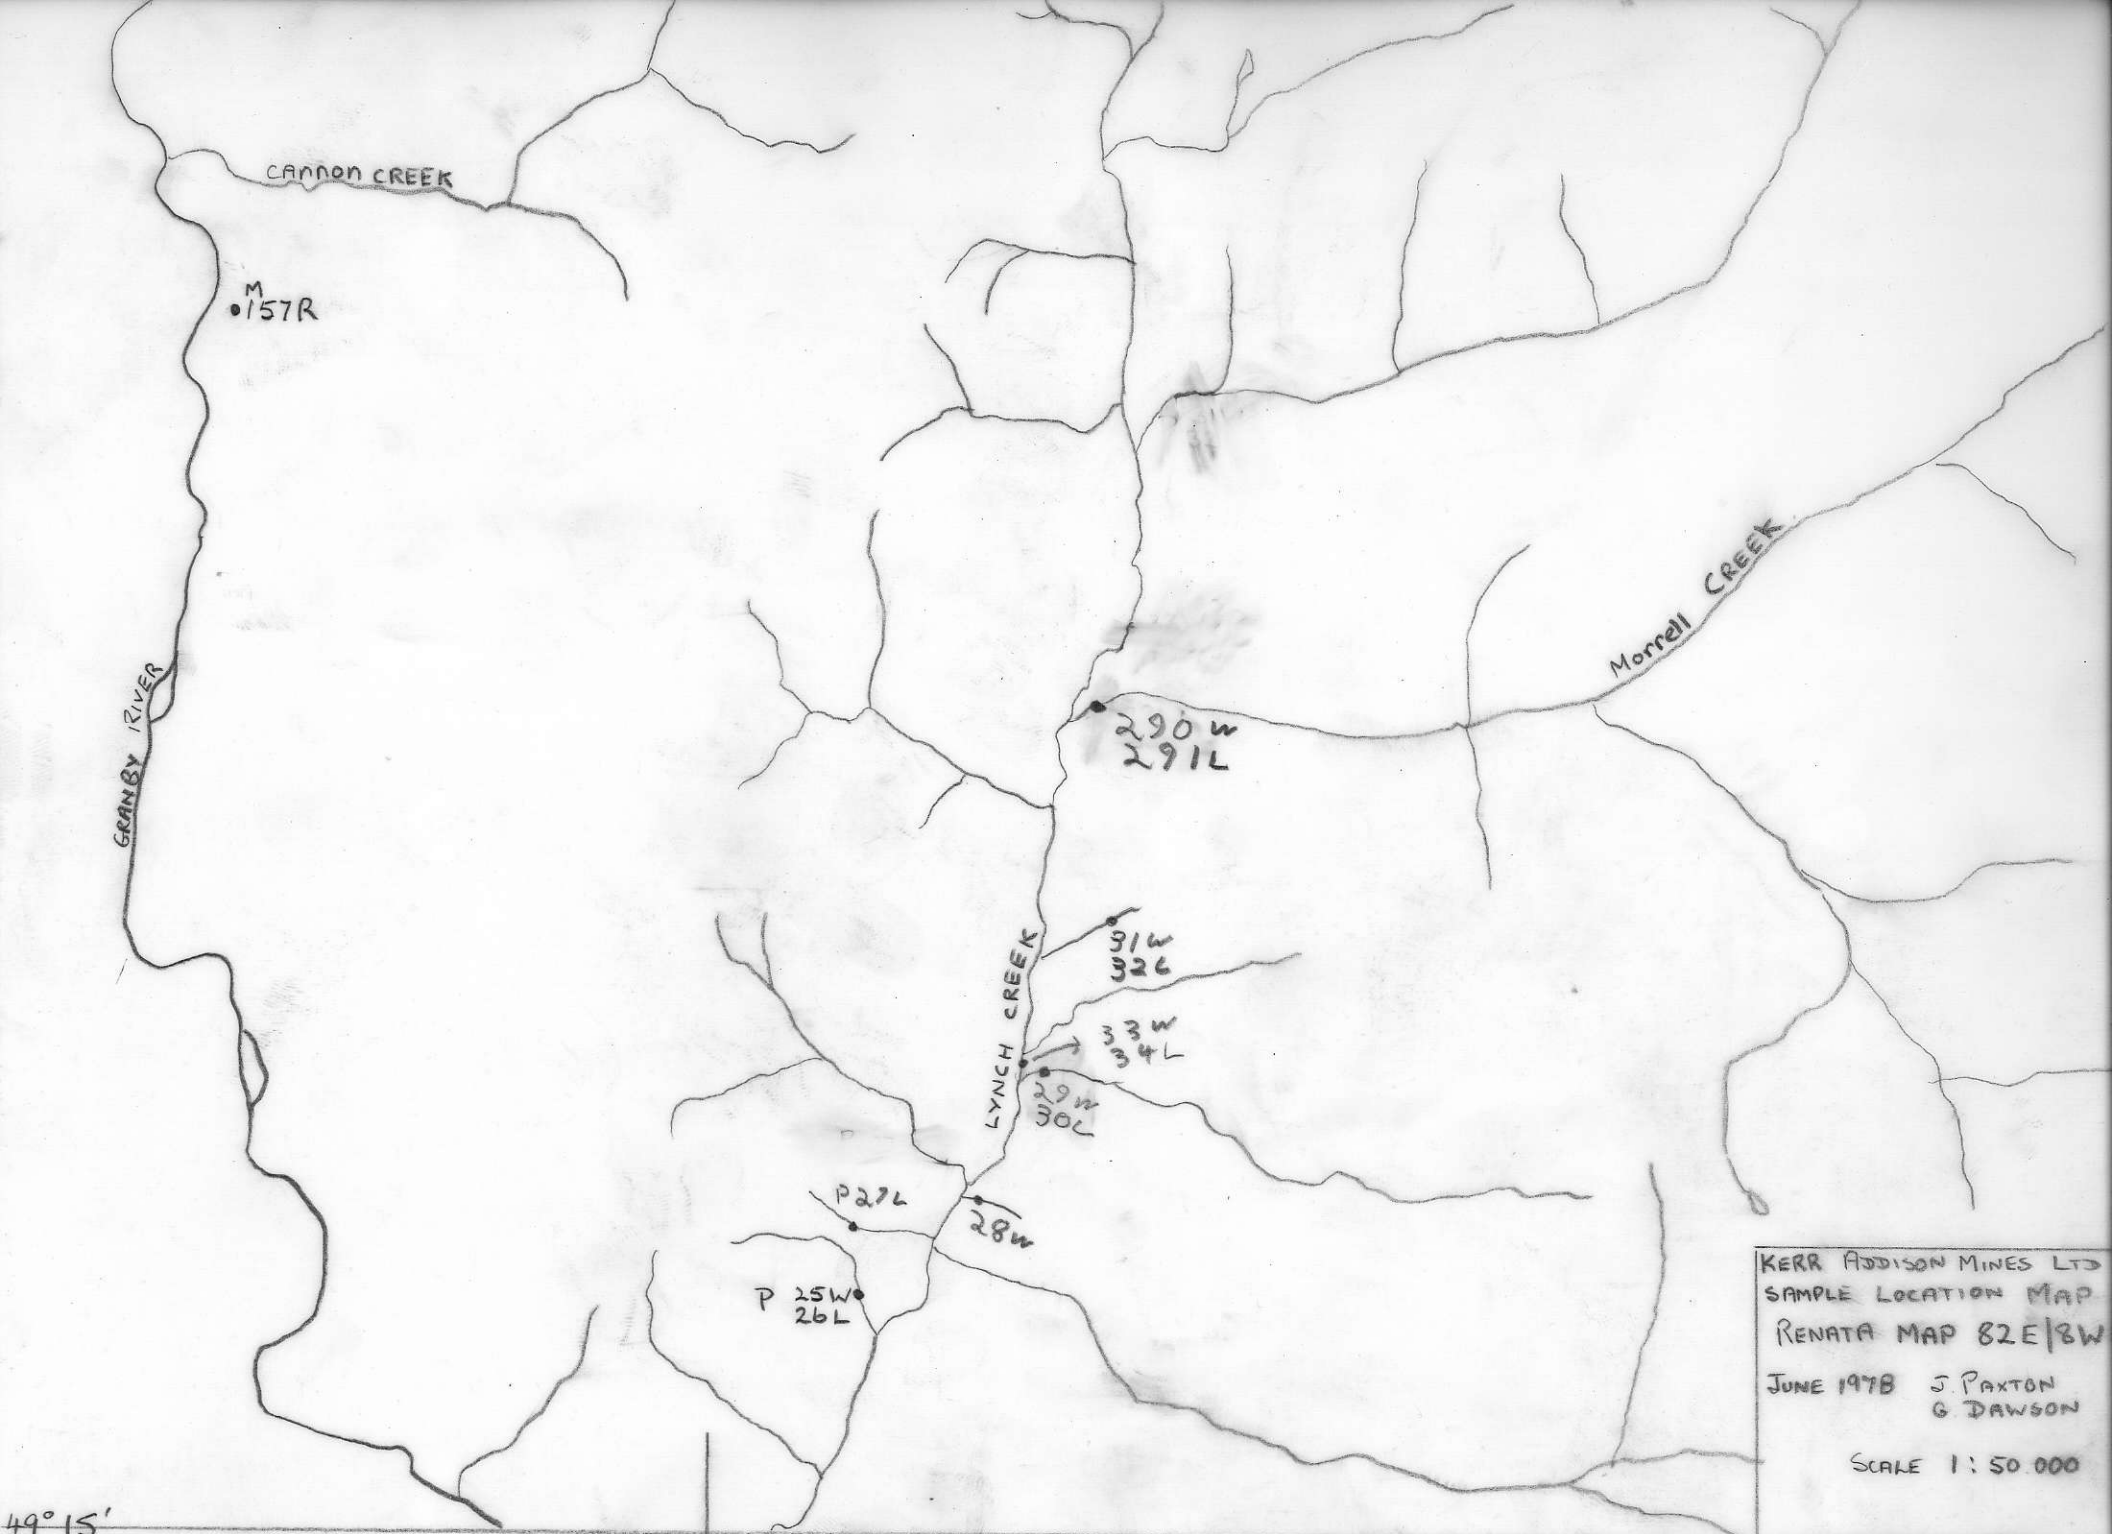 CANNON CREEK
M
157R
GRANBY RIVER
Morrell CREEK
290W
291L
31W
32L
LYNCH CREEK
33W
34L
29W
30L
P27L
28W
P 25W
26L
KERR ADDISON MINES LTD
SAMPLE LOCATION MAP
RENATA MAP 82E/8W
JUNE 1978 J. PAXTON
G. DAWSON
SCALE 1:50 000
49° 15'